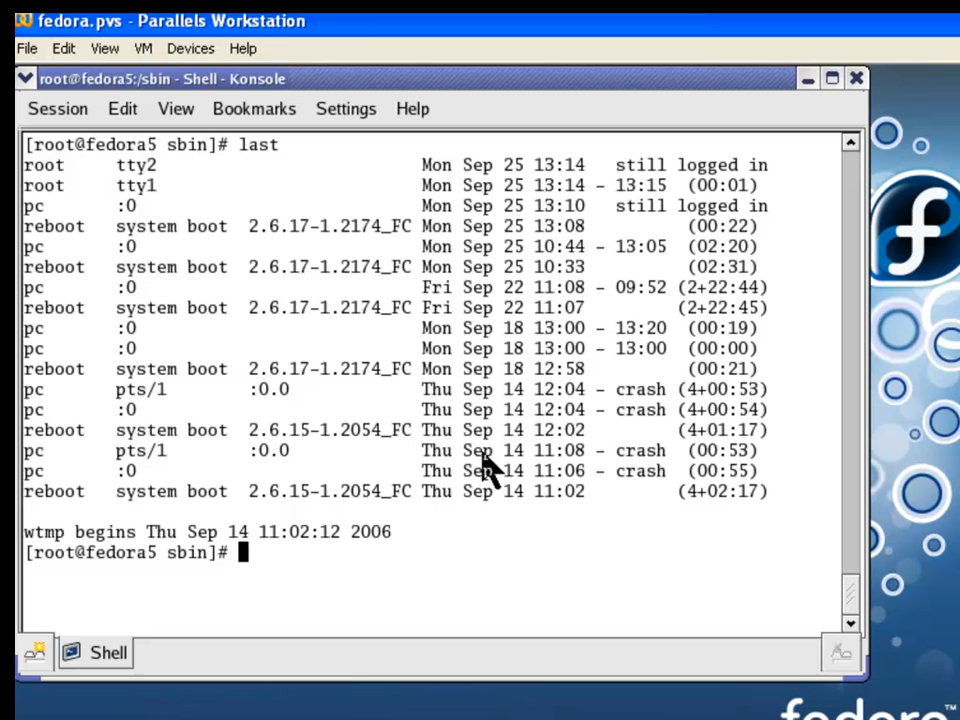 fedora.pvs - Parallels Workstation
File Edit View VM Devices Help
root@fedora5:/sbin - Shell - Konsole
Session Edit View Bookmarks Settings Help
[root@fedora5 sbin]# last
root tty2 Mon Sep 25 13:14 still logged in
root tty1 Mon Sep 25 13:14 - 13:15 (00:01)
pc :0 Mon Sep 25 13:10 still logged in
reboot system boot 2.6.17-1.2174_FC Mon Sep 25 13:08 (00:22)
pc :0 Mon Sep 25 10:44 - 13:05 (02:20)
reboot system boot 2.6.17-1.2174_FC Mon Sep 25 10:33 (02:31)
pc :0 Fri Sep 22 11:08 - 09:52 (2+22:44)
reboot system boot 2.6.17-1.2174_FC Fri Sep 22 11:07 (2+22:45)
pc :0 Mon Sep 18 13:00 - 13:20 (00:19)
pc :0 Mon Sep 18 13:00 - 13:00 (00:00)
reboot system boot 2.6.17-1.2174_FC Mon Sep 18 12:58 (00:21)
pc pts/1 :0.0 Thu Sep 14 12:04 - crash (4+00:53)
pc :0 Thu Sep 14 12:04 - crash (4+00:54)
reboot system boot 2.6.15-1.2054_FC Thu Sep 14 12:02 (4+01:17)
pc pts/1 :0.0 Thu Sep 14 11:08 - crash (00:53)
pc :0 Thu Sep 14 11:06 - crash (00:55)
reboot system boot 2.6.15-1.2054_FC Thu Sep 14 11:02 (4+02:17)
wtmp begins Thu Sep 14 11:02:12 2006
[root@fedora5 sbin]#
Shell
fedora™